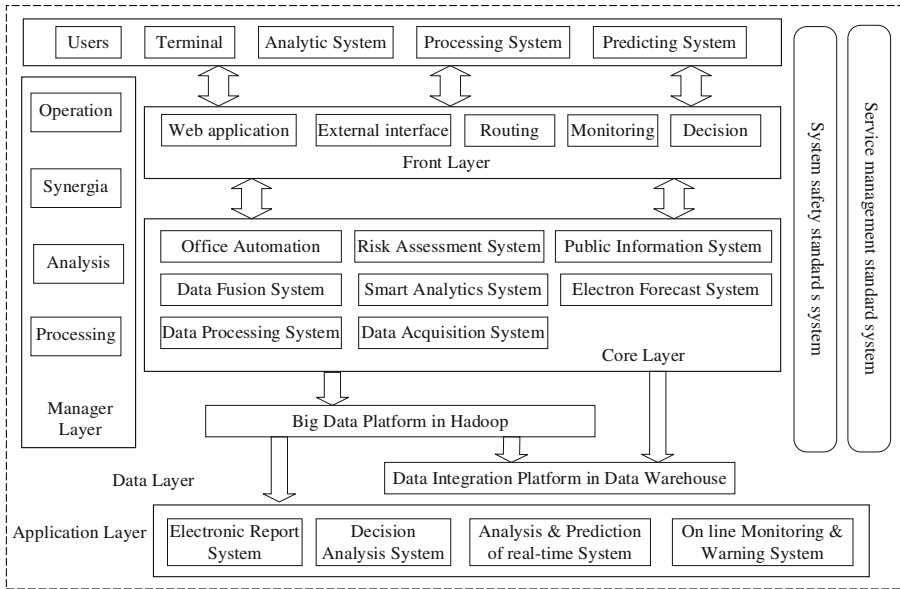 Users
Terminal
Analytic System
Processing System
Predicting System
Operation
Synergia
Analysis
Processing
Manager
Layer
Web application
External interface
Routing
Monitoring
Decision
Front Layer
Office Automation
Risk Assessment System
Public Information System
Data Fusion System
Smart Analytics System
Electron Forecast System
Data Processing System
Data Acquisition System
Core Layer
Big Data Platform in Hadoop
Data Integration Platform in Data Warehouse
Data Layer
Application Layer
Electronic Report
System
Decision
Analysis System
Analysis & Prediction
of real-time System
On line Monitoring &
Warning System
System safety standard s system
Service management standard system